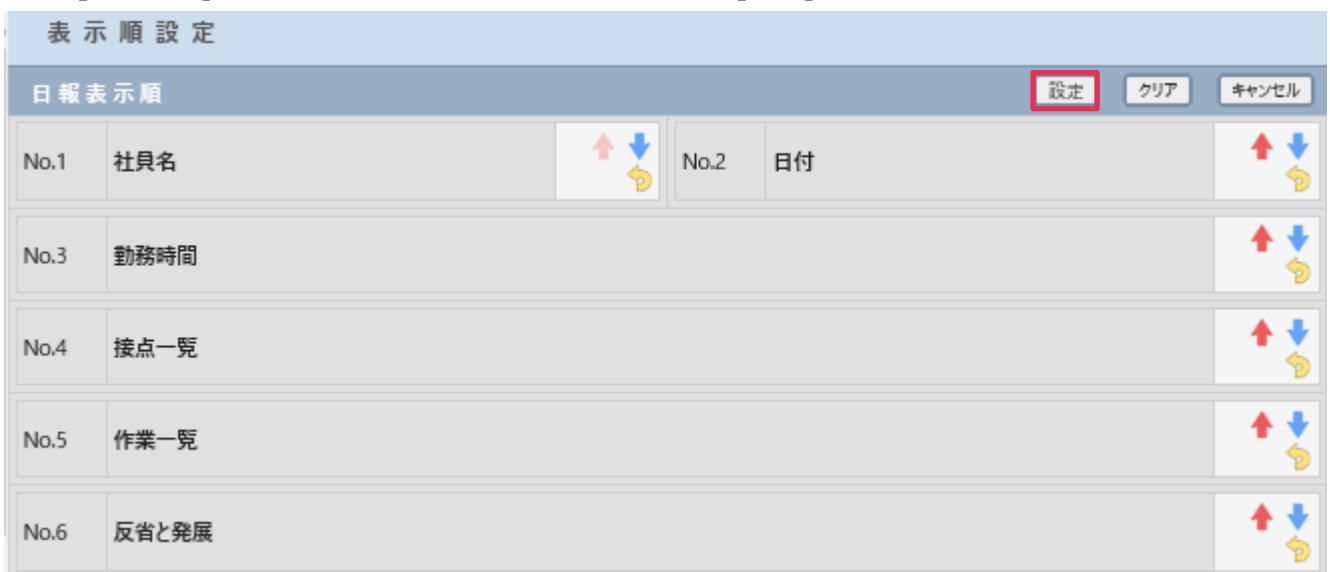 表示順設定
日報表示順 設定 クリア キャンセル
No.1 社員名 No.2 日付
No.3 勤務時間
No.4 接点一覧
No.5 作業一覧
No.6 反省と発展